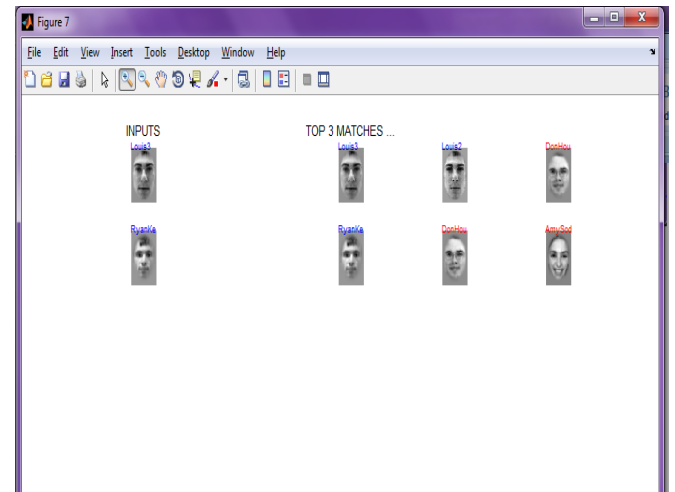 Figure 7
File Edit View Insert Tools Desktop Window Help
INPUTS TOP 3 MATCHES ...
Louis3 Louis3 Louis2 DonHou
RyanKe RyanKe DonHou AmySod